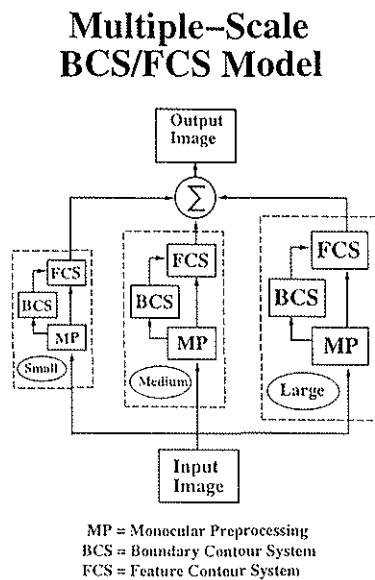 Multiple-Scale
BCS/FCS Model
Output
Image
Σ
FCS
BCS
MP
Small
FCS
BCS
MP
Medium
FCS
BCS
MP
Large
Input
Image
MP = Monocular Preprocessing
BCS = Boundary Contour System
FCS = Feature Contour System